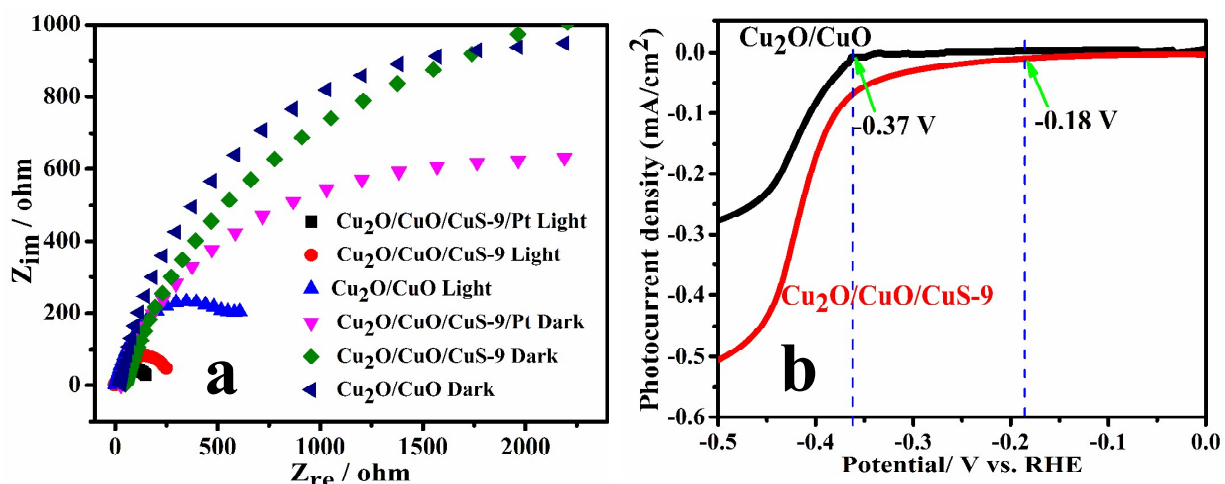 1000
800
600
400
200
0
Z_im / ohm
Cu₂O/CuO/CuS-9/Pt Light
Cu₂O/CuO/CuS-9 Light
Cu₂O/CuO Light
Cu₂O/CuO/CuS-9/Pt Dark
Cu₂O/CuO/CuS-9 Dark
Cu₂O/CuO Dark
a
0 500 1000 1500 2000
Z_re / ohm
0.0
-0.1
-0.2
-0.3
-0.4
-0.5
-0.6
Photocurrent density (mA/cm²)
Cu₂O/CuO
-0.37 V
-0.18 V
Cu₂O/CuO/CuS-9
b
-0.5 -0.4 -0.3 -0.2 -0.1 0.0
Potential/ V vs. RHE